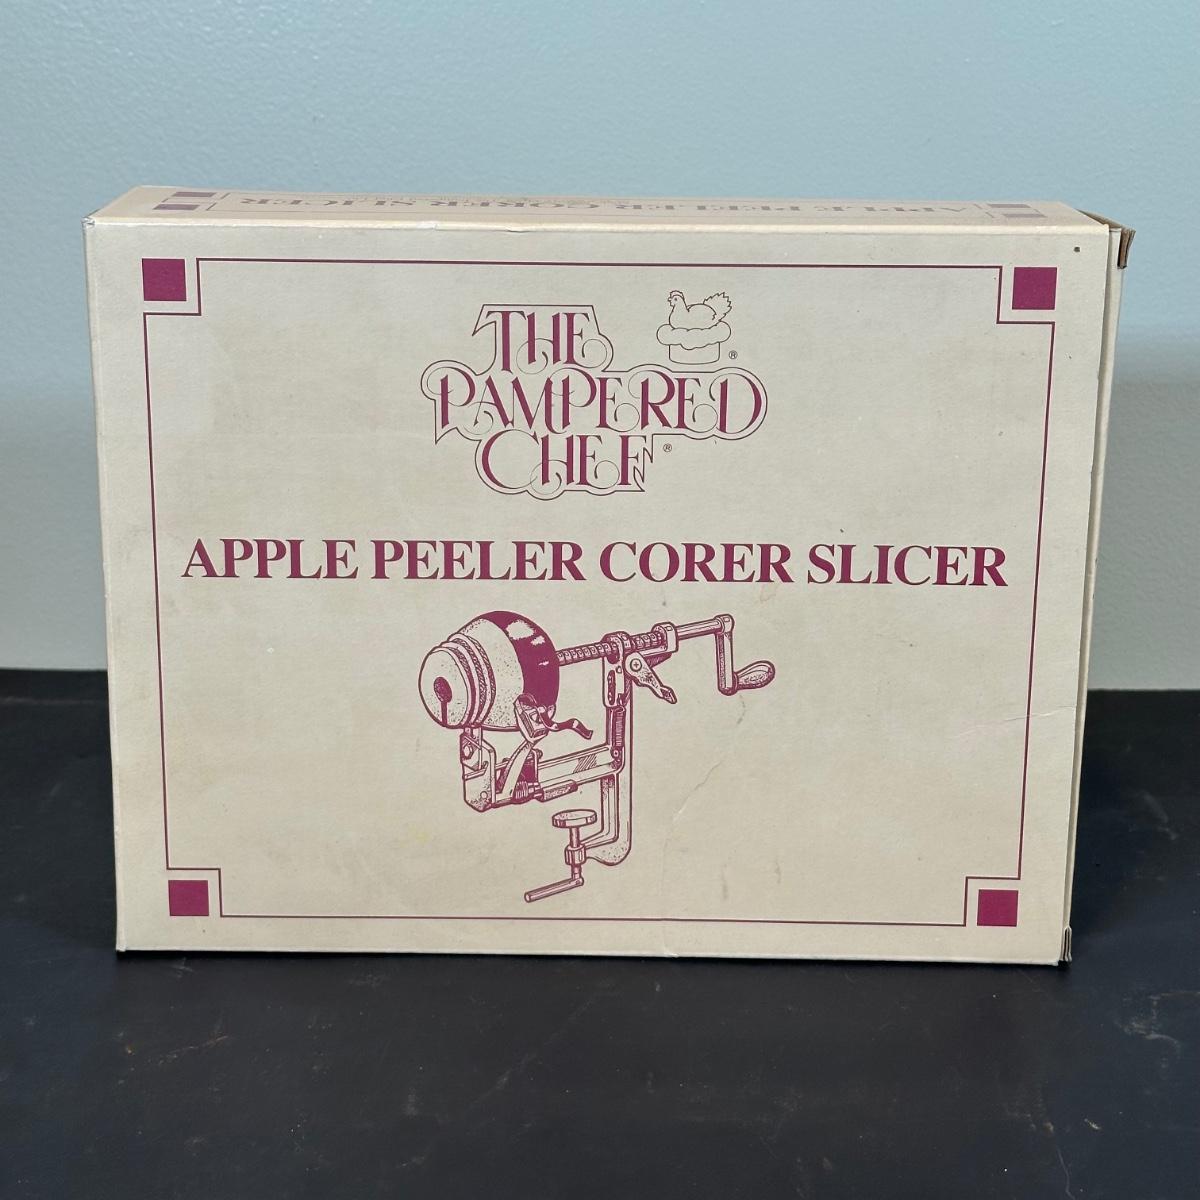 APPLE PEELER CORER SLICER
THE
PAMPERED
CHEF
®
®
APPLE PEELER CORER SLICER